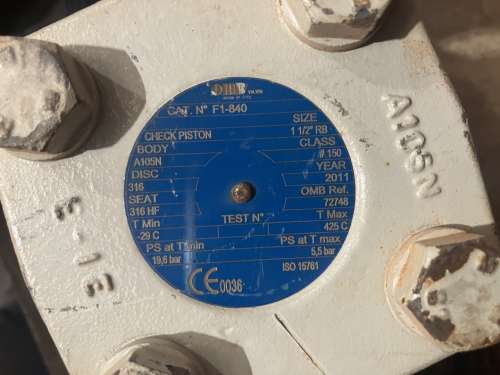 OMB VALVE
CAT. N° F1-840
SIZE
CHECK PISTON
1 1/2" RB
BODY
CLASS
A105N
# 150
DISC
YEAR
316
2011
SEAT
OMB Ref.
316 HF
72748
TEST N°
T Min
T Max
-29 C
425 C
PS at T min
PS at T max
19,6 bar
5,5 bar
CE 0036
ISO 15761
A105N